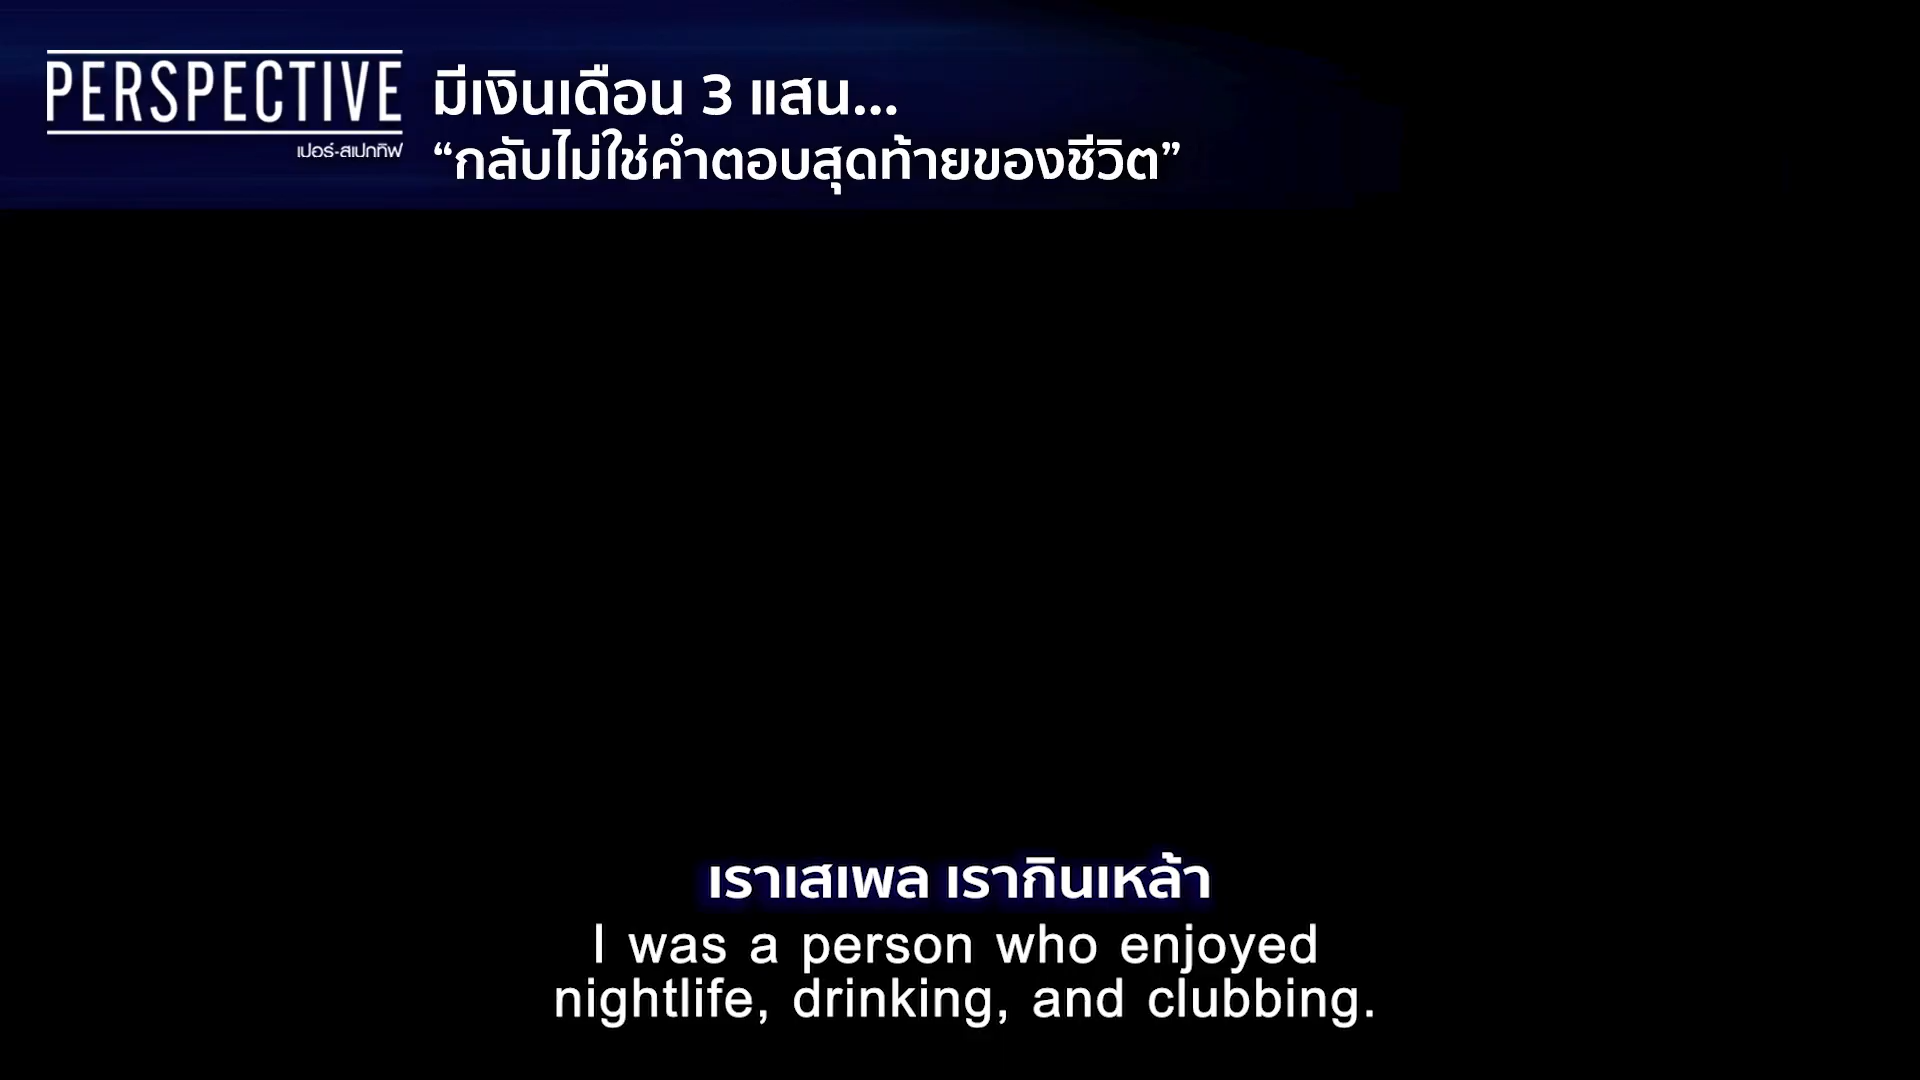 PERSPECTIVE
เปอร์-สเปกทิฟ
มีเงินเดือน 3 แสน...
“กลับไม่ใช่คำตอบสุดท้ายของชีวิต”
เราเสเพล เรากินเหล้า
I was a person who enjoyed
nightlife, drinking, and clubbing.